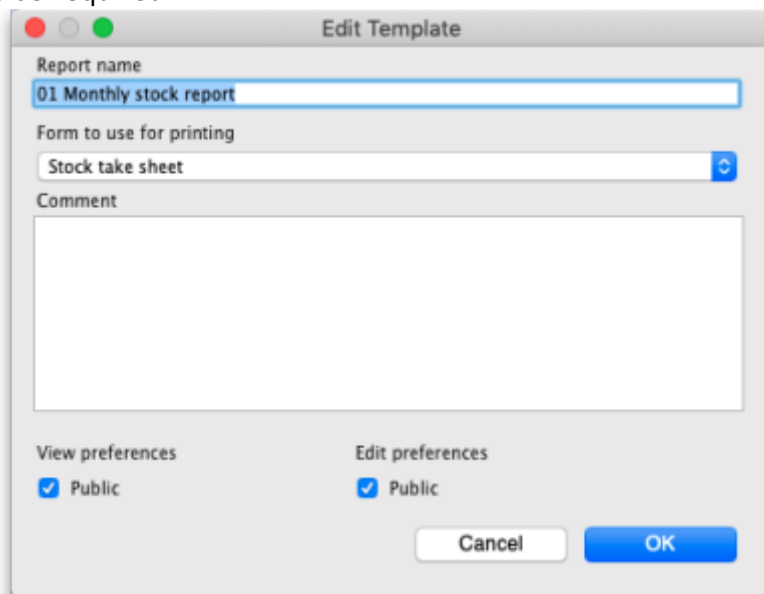 Edit Template
Report name
01 Monthly stock report
Form to use for printing
Stock take sheet
Comment
View preferences Edit preferences
Public Public
Cancel OK